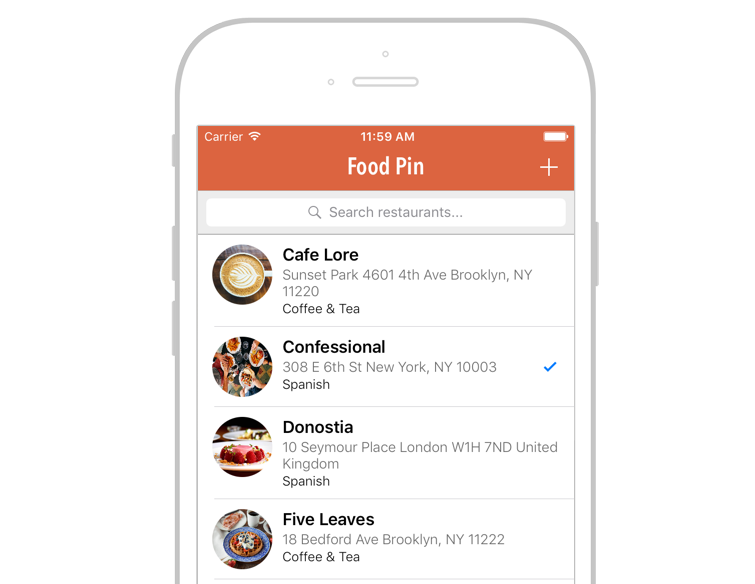 Carrier 11:59 AM
Food Pin
Search restaurants...
Cafe Lore
Sunset Park 4601 4th Ave Brooklyn, NY
11220
Coffee & Tea
Confessional
308 E 6th St New York, NY 10003
Spanish
Donostia
10 Seymour Place London W1H 7ND United
Kingdom
Spanish
Five Leaves
18 Bedford Ave Brooklyn, NY 11222
Coffee & Tea